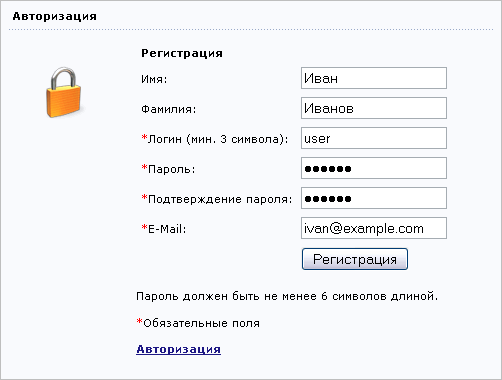 Авторизация
Регистрация
Имя: Иван
Фамилия: Иванов
*Логин (мин. 3 символа): user
*Пароль: ●●●●●●
*Подтверждение пароля: ●●●●●●
*E-Mail: ivan@example.com
Регистрация
Пароль должен быть не менее 6 символов длиной.
*Обязательные поля
Авторизация